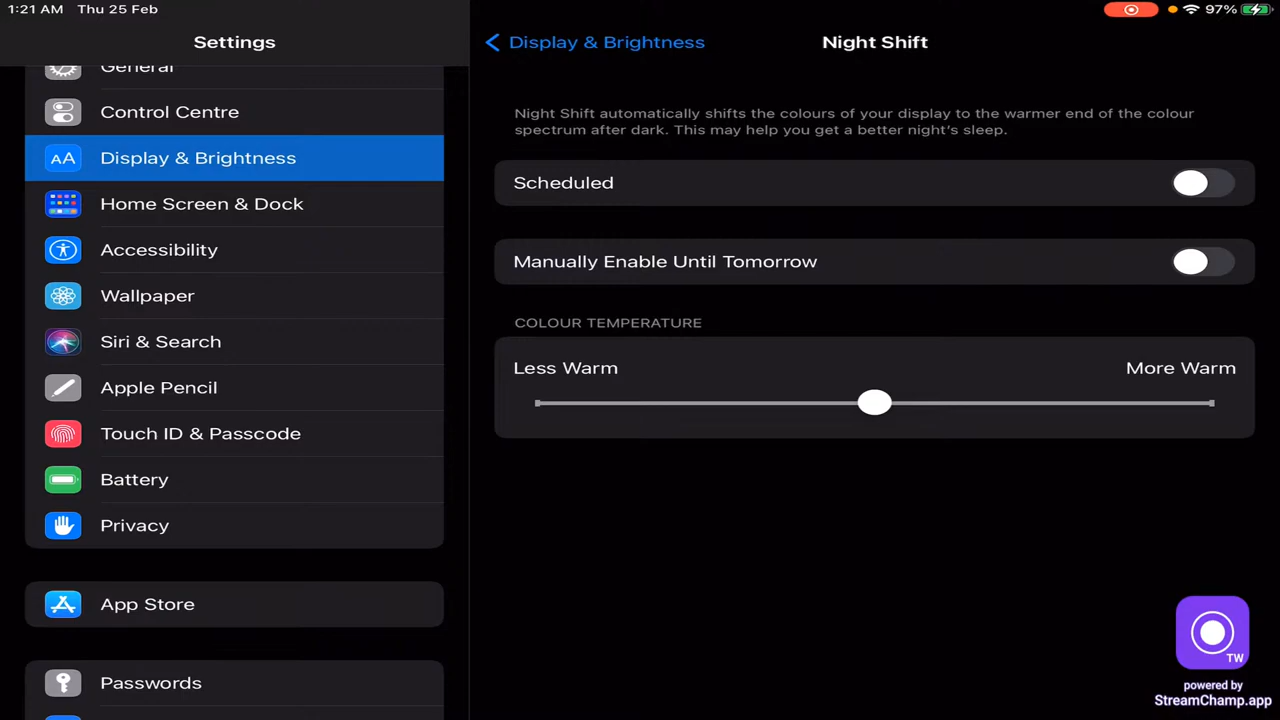 1:21 AM Thu 25 Feb
97%
Settings
General
Control Centre
AA
Display & Brightness
Home Screen & Dock
Accessibility
Wallpaper
Siri & Search
Apple Pencil
Touch ID & Passcode
Battery
Privacy
App Store
Passwords
Display & Brightness
Night Shift
Night Shift automatically shifts the colours of your display to the warmer end of the colour
spectrum after dark. This may help you get a better night's sleep.
Scheduled
Manually Enable Until Tomorrow
COLOUR TEMPERATURE
Less Warm
More Warm
TW
powered by
StreamChamp.app